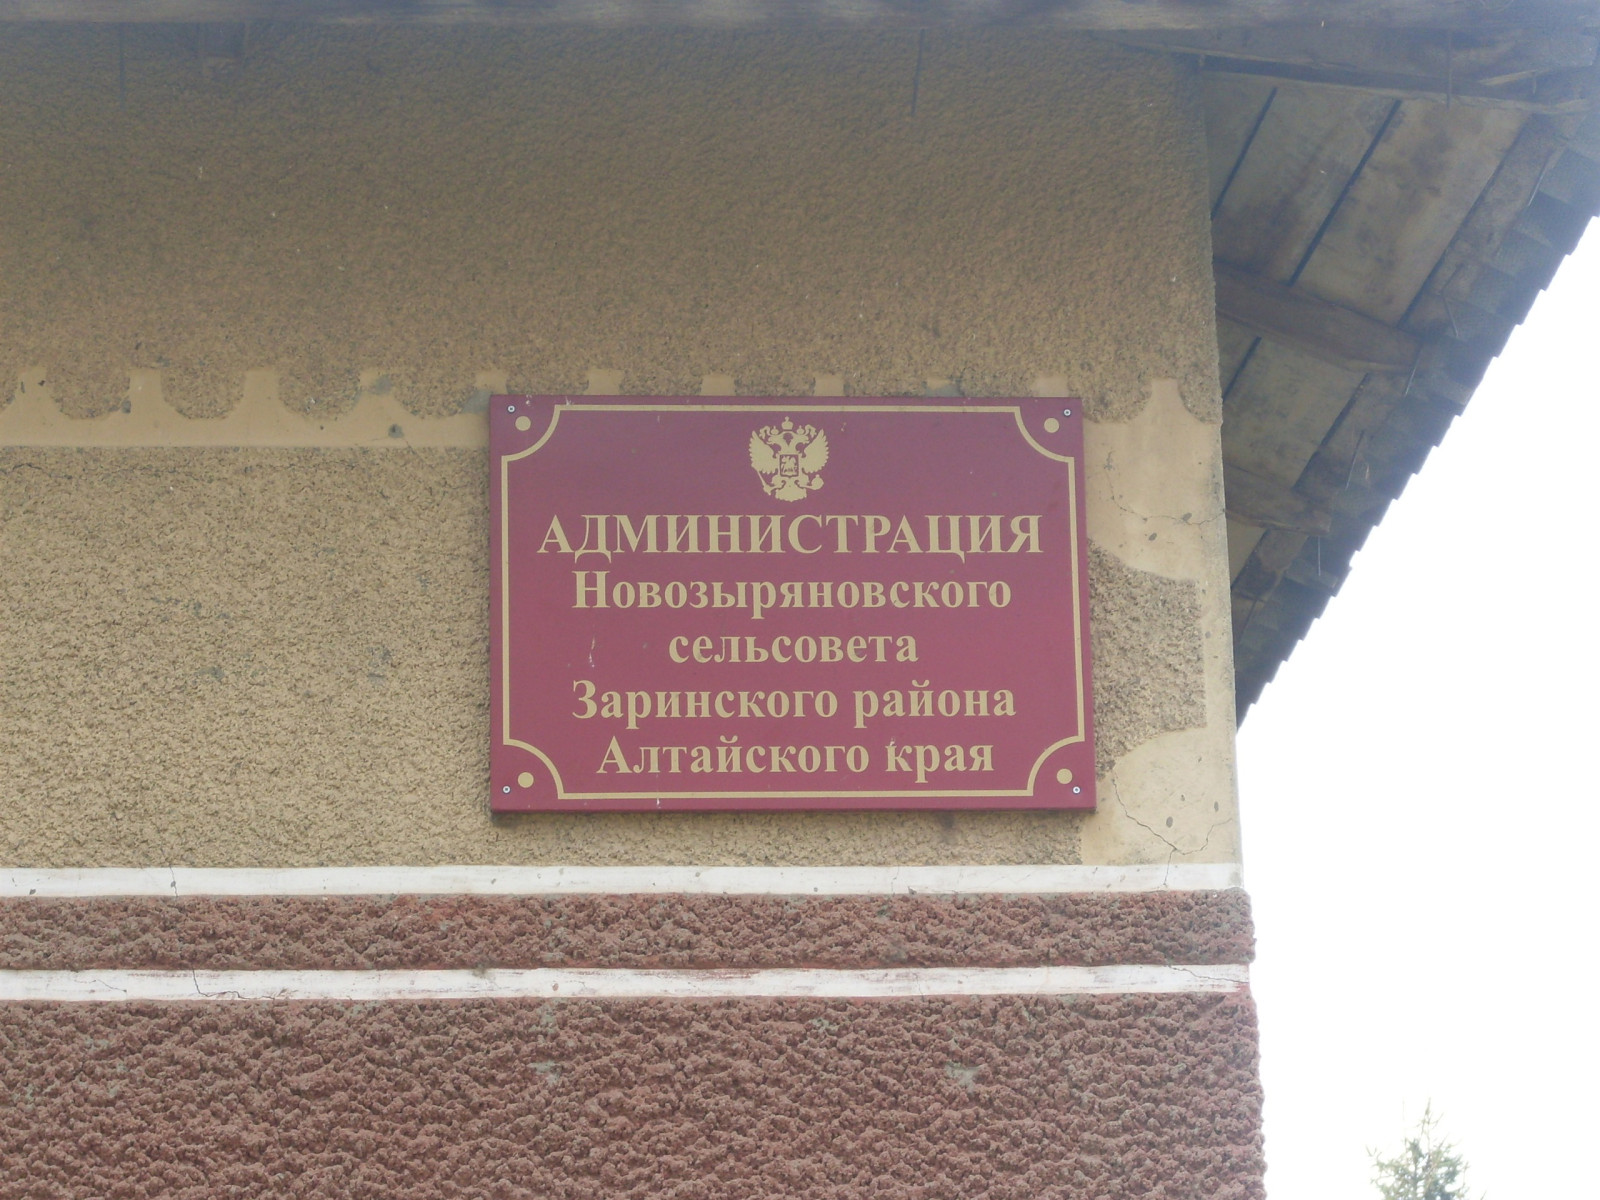 АДМИНИСТРАЦИЯ
Новозыряновского
сельсовета
Заринского района
Алтайского края